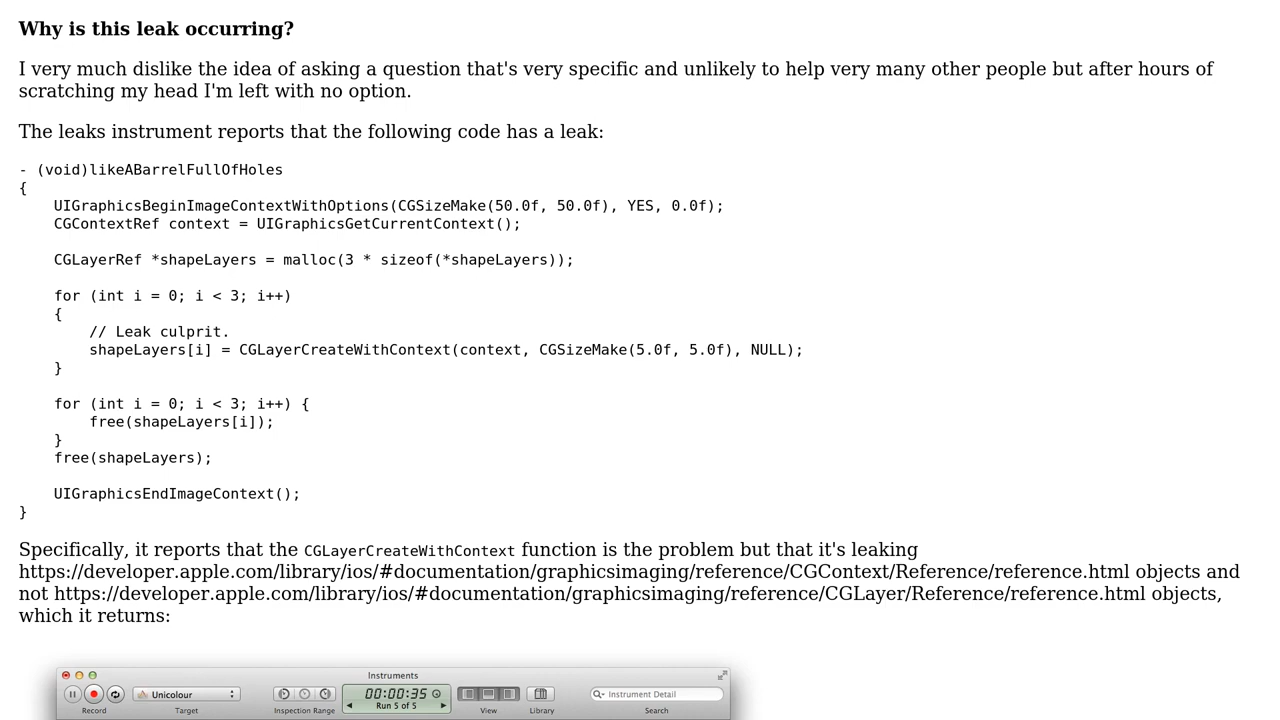 Why is this leak occurring?
I very much dislike the idea of asking a question that's very specific and unlikely to help very many other people but after hours of
scratching my head I'm left with no option.
The leaks instrument reports that the following code has a leak:
- (void)likeABarrelFullOfHoles
{
    UIGraphicsBeginImageContextWithOptions(CGSizeMake(50.0f, 50.0f), YES, 0.0f);
    CGContextRef context = UIGraphicsGetCurrentContext();

    CGLayerRef *shapeLayers = malloc(3 * sizeof(*shapeLayers));

    for (int i = 0; i < 3; i++)
    {
        // Leak culprit.
        shapeLayers[i] = CGLayerCreateWithContext(context, CGSizeMake(5.0f, 5.0f), NULL);
    }

    for (int i = 0; i < 3; i++) {
        free(shapeLayers[i]);
    }
    free(shapeLayers);

    UIGraphicsEndImageContext();
}
Specifically, it reports that the CGLayerCreateWithContext function is the problem but that it's leaking
https://developer.apple.com/library/ios/#documentation/graphicsimaging/reference/CGContext/Reference/reference.html objects and
not https://developer.apple.com/library/ios/#documentation/graphicsimaging/reference/CGLayer/Reference/reference.html objects,
which it returns:
Instruments
Unicolour 00:00:35 Instrument Detail
Run 5 of 5
Record Target Inspection Range View Library Search